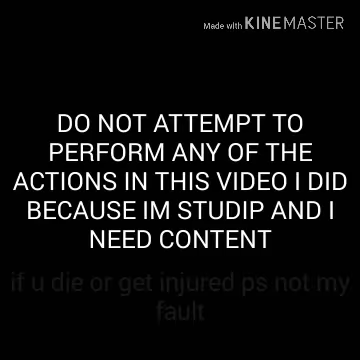 Made with KINEMASTER
DO NOT ATTEMPT TO
PERFORM ANY OF THE
ACTIONS IN THIS VIDEO I DID
BECAUSE IM STUDIP AND I
NEED CONTENT
if u die or get injured ps not my
fault